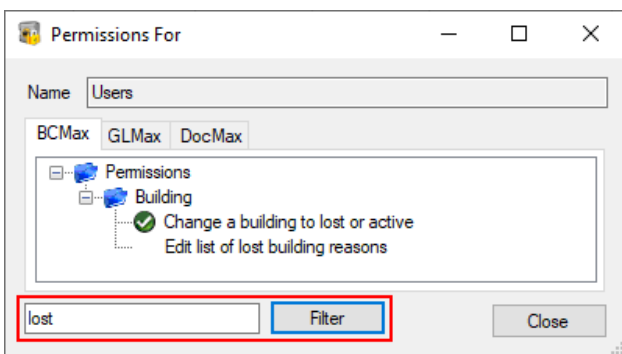 Permissions For
Name Users
BCMax GLMax DocMax
Permissions
Building
Change a building to lost or active
Edit list of lost building reasons
lost Filter Close